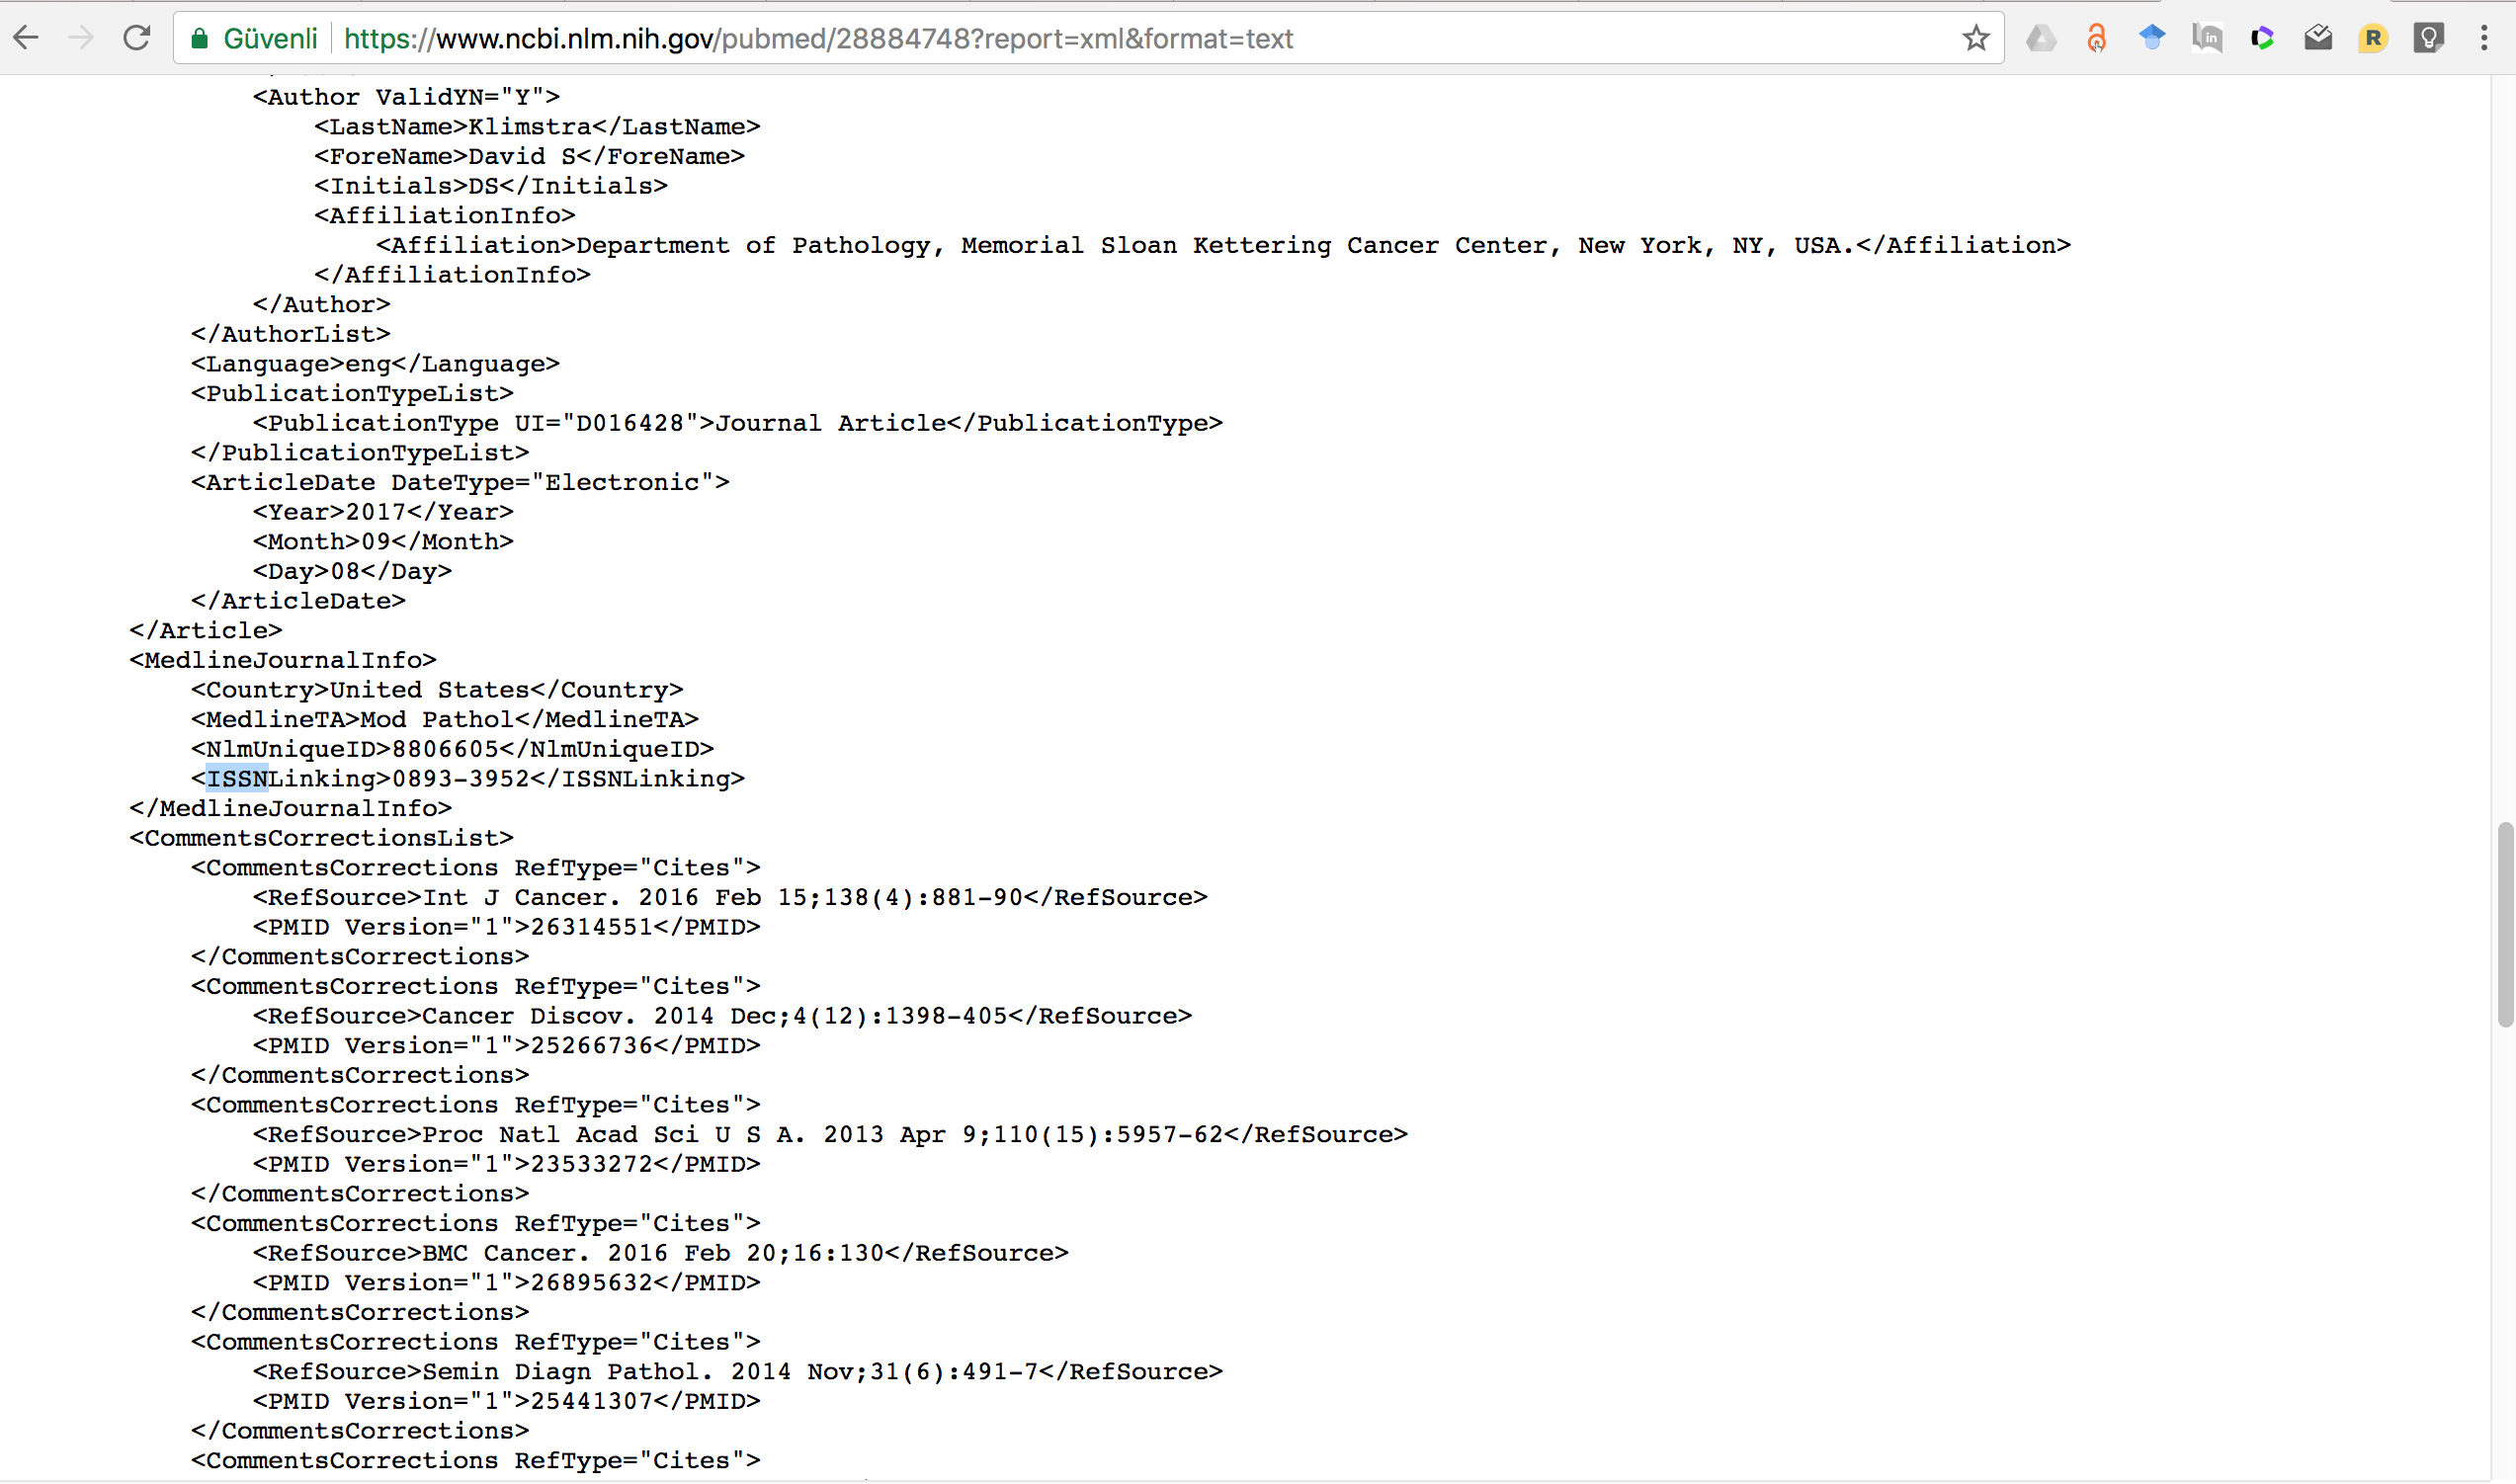 Güvenli https://www.ncbi.nlm.nih.gov/pubmed/28884748?report=xml&format=text
<Author ValidYN="Y">
<LastName>Klimstra</LastName>
<ForeName>David S</ForeName>
<Initials>DS</Initials>
<AffiliationInfo>
<Affiliation>Department of Pathology, Memorial Sloan Kettering Cancer Center, New York, NY, USA.</Affiliation>
</AffiliationInfo>
</Author>
</AuthorList>
<Language>eng</Language>
<PublicationTypeList>
<PublicationType UI="D016428">Journal Article</PublicationType>
</PublicationTypeList>
<ArticleDate DateType="Electronic">
<Year>2017</Year>
<Month>09</Month>
<Day>08</Day>
</ArticleDate>
</Article>
<MedlineJournalInfo>
<Country>United States</Country>
<MedlineTA>Mod Pathol</MedlineTA>
<NlmUniqueID>8806605</NlmUniqueID>
<ISSNLinking>0893-3952</ISSNLinking>
</MedlineJournalInfo>
<CommentsCorrectionsList>
<CommentsCorrections RefType="Cites">
<RefSource>Int J Cancer. 2016 Feb 15;138(4):881-90</RefSource>
<PMID Version="1">26314551</PMID>
</CommentsCorrections>
<CommentsCorrections RefType="Cites">
<RefSource>Cancer Discov. 2014 Dec;4(12):1398-405</RefSource>
<PMID Version="1">25266736</PMID>
</CommentsCorrections>
<CommentsCorrections RefType="Cites">
<RefSource>Proc Natl Acad Sci U S A. 2013 Apr 9;110(15):5957-62</RefSource>
<PMID Version="1">23533272</PMID>
</CommentsCorrections>
<CommentsCorrections RefType="Cites">
<RefSource>BMC Cancer. 2016 Feb 20;16:130</RefSource>
<PMID Version="1">26895632</PMID>
</CommentsCorrections>
<CommentsCorrections RefType="Cites">
<RefSource>Semin Diagn Pathol. 2014 Nov;31(6):491-7</RefSource>
<PMID Version="1">25441307</PMID>
</CommentsCorrections>
<CommentsCorrections RefType="Cites">